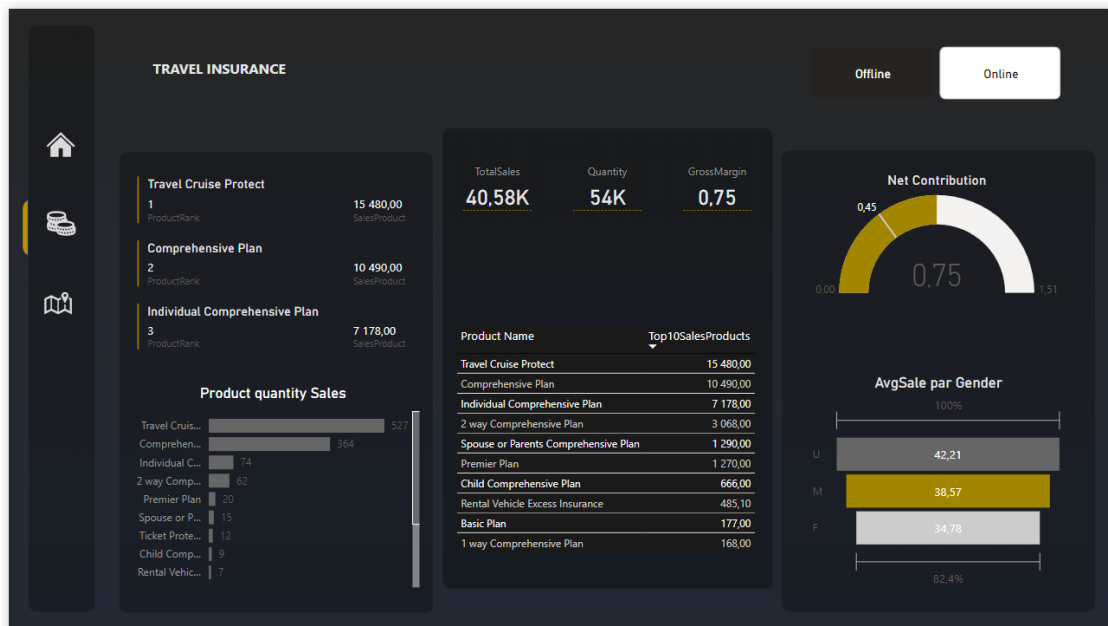 TRAVEL INSURANCE
Offline
Online
Travel Cruise Protect
1
15 480,00
ProductRank
SalesProduct
Comprehensive Plan
2
10 490,00
ProductRank
SalesProduct
Individual Comprehensive Plan
3
7 178,00
ProductRank
SalesProduct
Product quantity Sales
Travel Cruis... 527
Comprehen... 364
Individual C... 74
2 way Comp... 62
Premier Plan 20
Spouse or P... 15
Ticket Prote... 12
Child Comp... 9
Rental Vehic... 7
TotalSales Quantity GrossMargin
40,58K 54K 0,75
Product Name Top10SalesProducts
Travel Cruise Protect 15 480,00
Comprehensive Plan 10 490,00
Individual Comprehensive Plan 7 178,00
2 way Comprehensive Plan 3 068,00
Spouse or Parents Comprehensive Plan 1 290,00
Premier Plan 1 270,00
Child Comprehensive Plan 666,00
Rental Vehicle Excess Insurance 485,10
Basic Plan 177,00
1 way Comprehensive Plan 168,00
Net Contribution
0,45
0,75
0,00 1,51
AvgSale par Gender
100%
U 42,21
M 38,57
F 34,78
82,4%